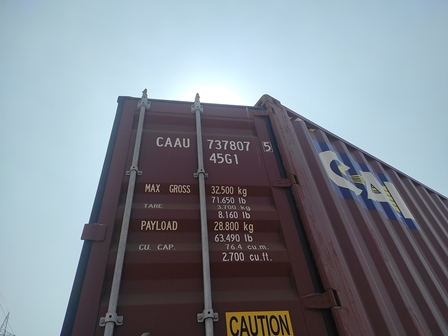 CAAU 737807 5
45G1
MAX GROSS 32.500 kg
71.650 lb
TARE 3.700 kg
8.160 lb
PAYLOAD 28.800 kg
63.490 lb
CU. CAP. 76.4 cu.m.
2.700 cu.ft.
CAUTION
CAI